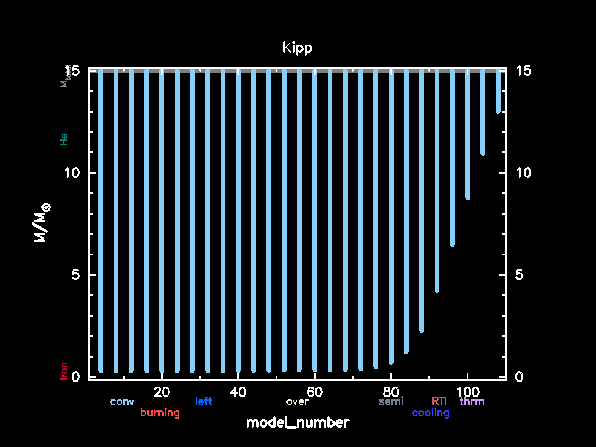 Kipp
15 15
He
10 10
M/M☉
5 5
Iron
0 0
20 40 60 80 100
conv left over semi RTI thrm
burning cooling
model_number